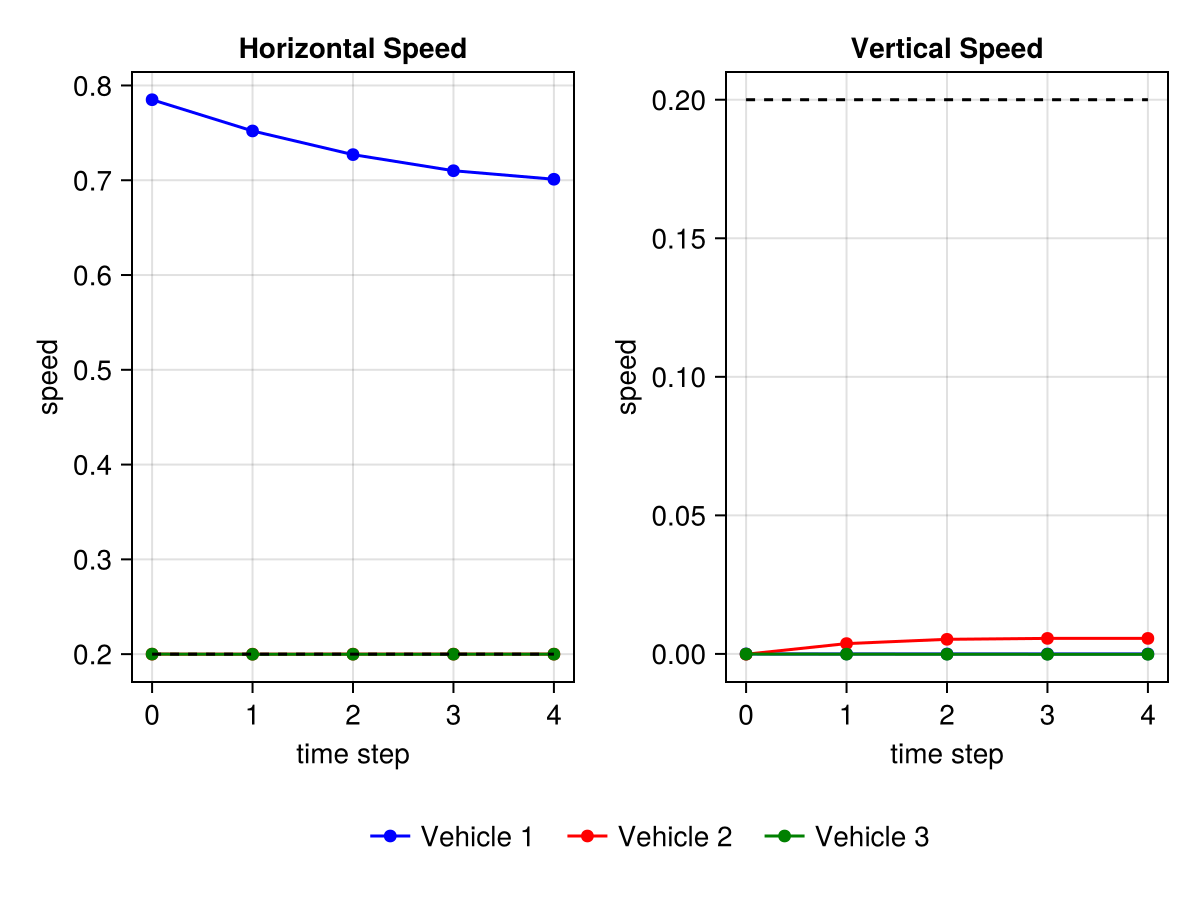 Horizontal Speed
0.8
0.7
0.6
0.5
0.4
0.3
0.2
speed
0 1 2 3 4
time step
Vertical Speed
0.20
0.15
0.10
0.05
0.00
speed
0 1 2 3 4
time step
Vehicle 1 Vehicle 2 Vehicle 3